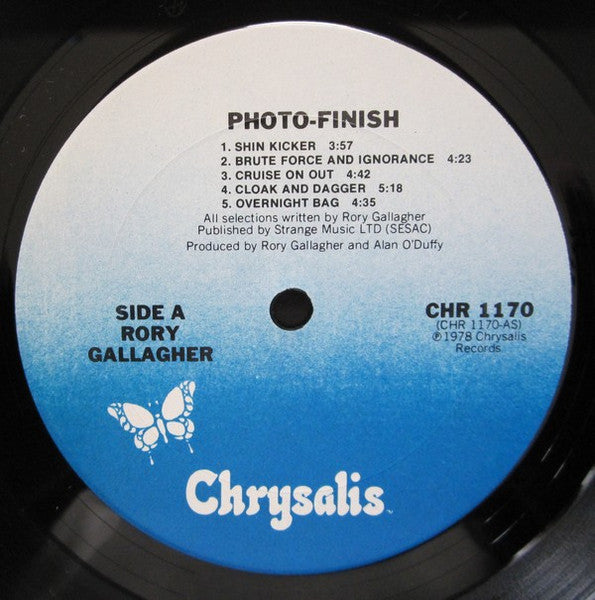 PHOTO-FINISH
1. SHIN KICKER 3:57
2. BRUTE FORCE AND IGNORANCE 4:23
3. CRUISE ON OUT 4:42
4. CLOAK AND DAGGER 5:18
5. OVERNIGHT BAG 4:35
All selections written by Rory Gallagher
Published by Strange Music LTD (SESAC)
Produced by Rory Gallagher and Alan O'Duffy
SIDE A
RORY
GALLAGHER
CHR 1170
(CHR 1170-AS)
℗1978 Chrysalis
Records
Chrysalis™